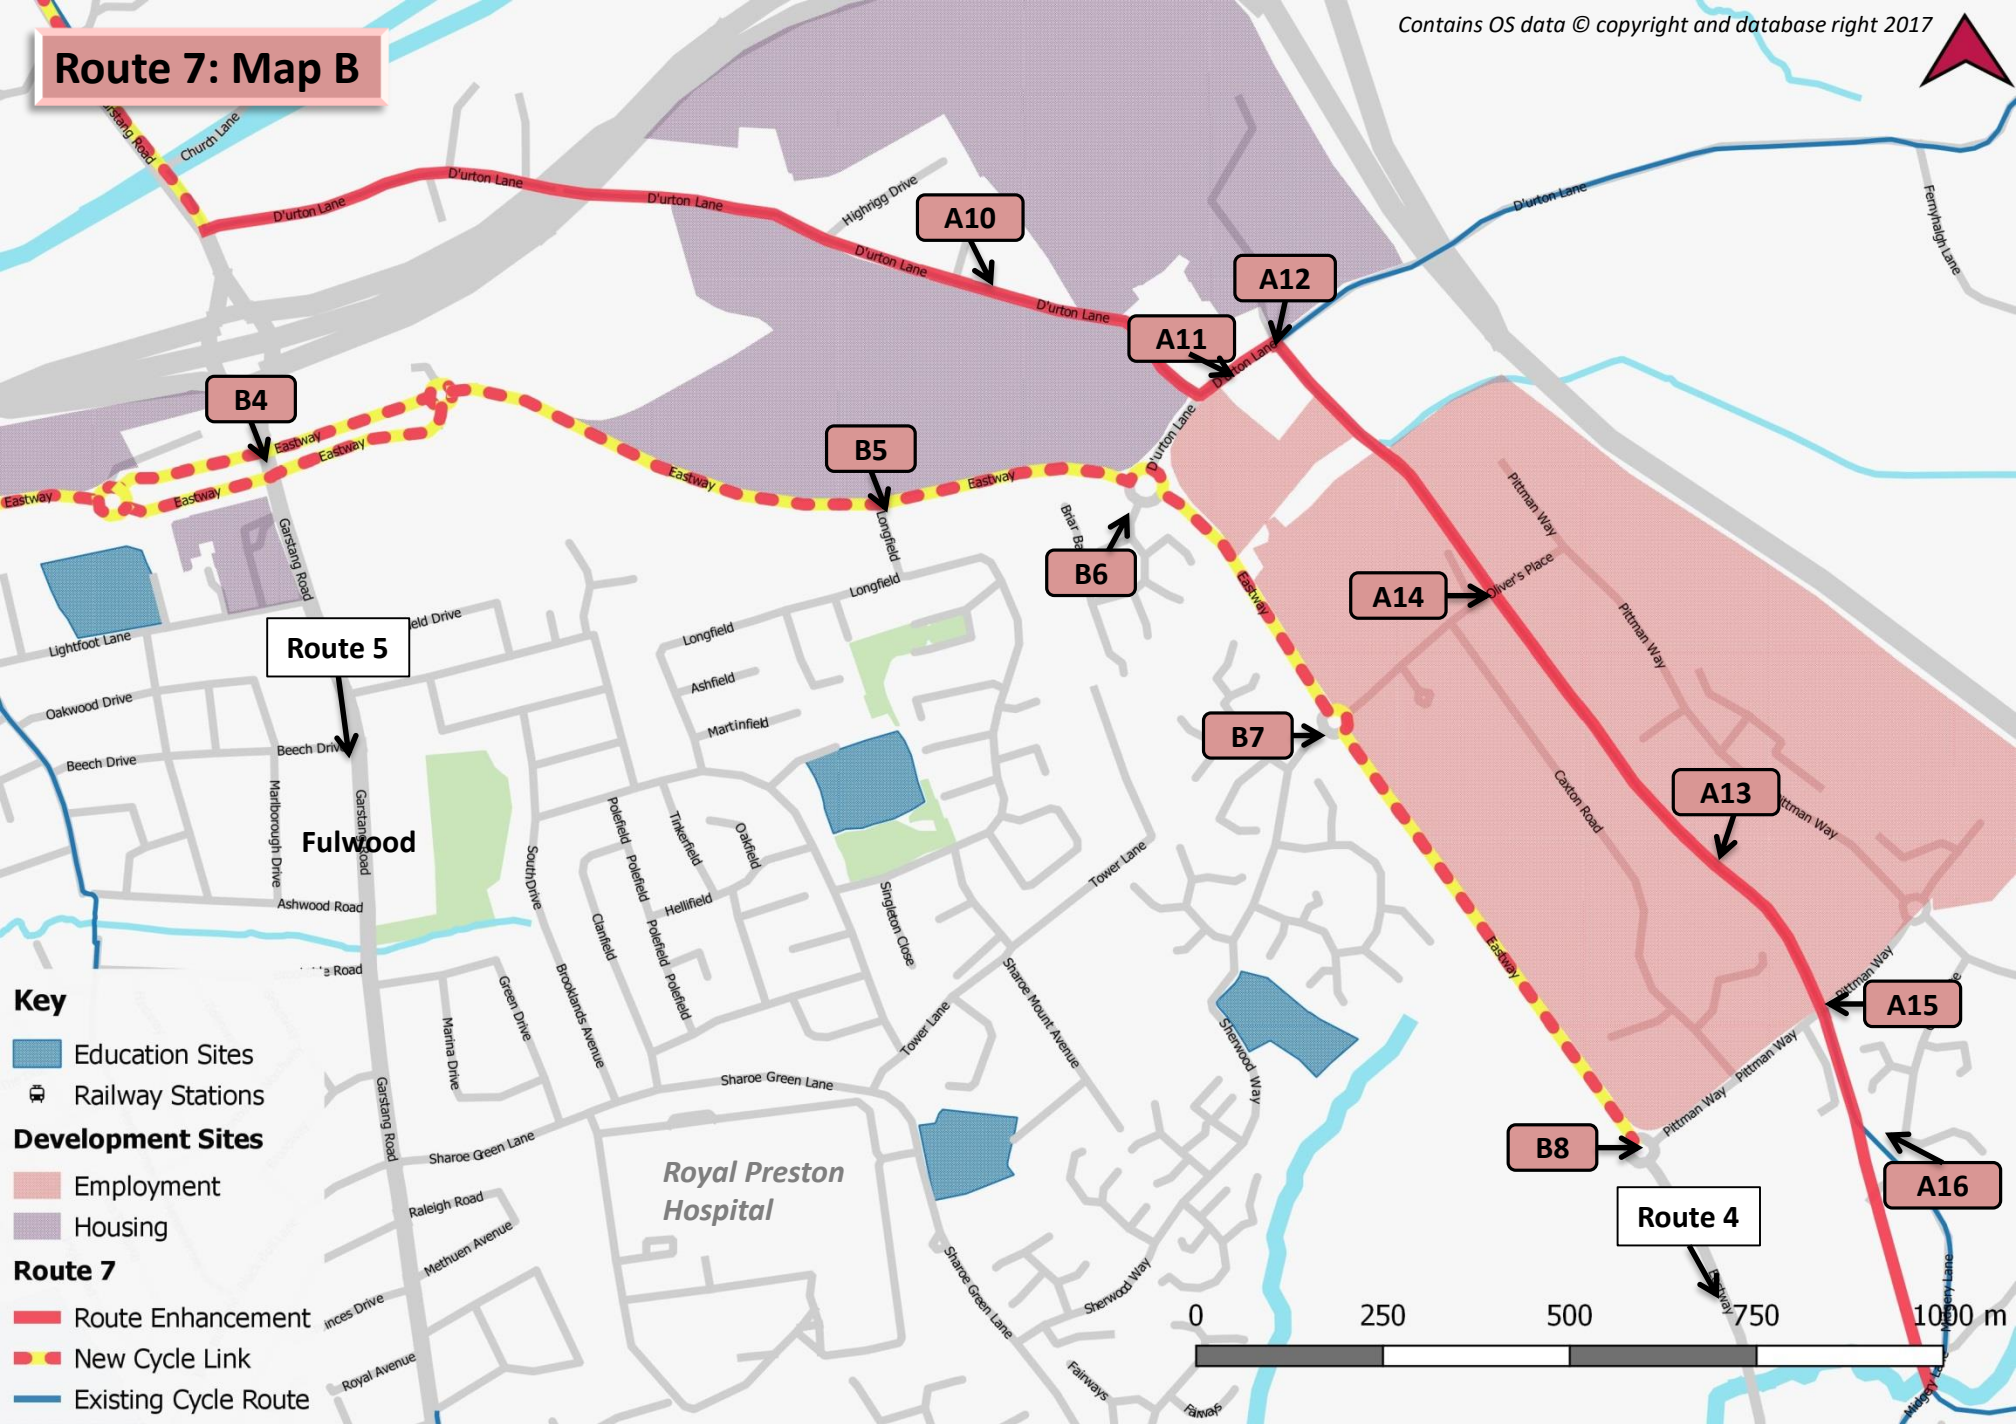 Contains OS data © copyright and database right 2017
Route 7: Map B
Church Lane
D'urton Lane
D'urton Lane
D'urton Lane
D'urton Lane
D'urton Lane
D'urton Lane
D'urton Lane
D'urton Lane
Highrigg Drive
Fernyhalgh Lane
A10
A12
A11
B4
B5
B6
A14
B7
A13
A15
B8
A16
Route 5
Route 4
Eastway
Eastway
Eastway
Eastway
Eastway
Eastway
Eastway
Eastway
Garstang Road
Garstang Road
Garstang Road
Longfield
Longfield
Longfield
Ashfield
Martinfield
Lightfoot Lane
Oakwood Drive
Beech Drive
Marlborough Drive
Ashwood Road
Fulwood
South Drive
Polefield
Polefield
Polefield
Polefield
Tinkerfield
Oakfield
Hellifield
Clanfield
Brooklands Avenue
Green Drive
Marina Drive
Singleton Close
Tower Lane
Tower Lane
Sharoe Mount Avenue
Sharoe Green Lane
Sharoe Green Lane
Sharoe Green Lane
Raleigh Road
Methuen Avenue
Royal Avenue
Royal Preston
Hospital
Sherwood Way
Sherwood Way
Fairways
Pittman Way
Pittman Way
Pittman Way
Pittman Way
Pittman Way
Oliver's Place
Caxton Road
Midgery Lane
Key
Education Sites
Railway Stations
Development Sites
Employment
Housing
Route 7
Route Enhancement
New Cycle Link
Existing Cycle Route
0 250 500 750 1000 m